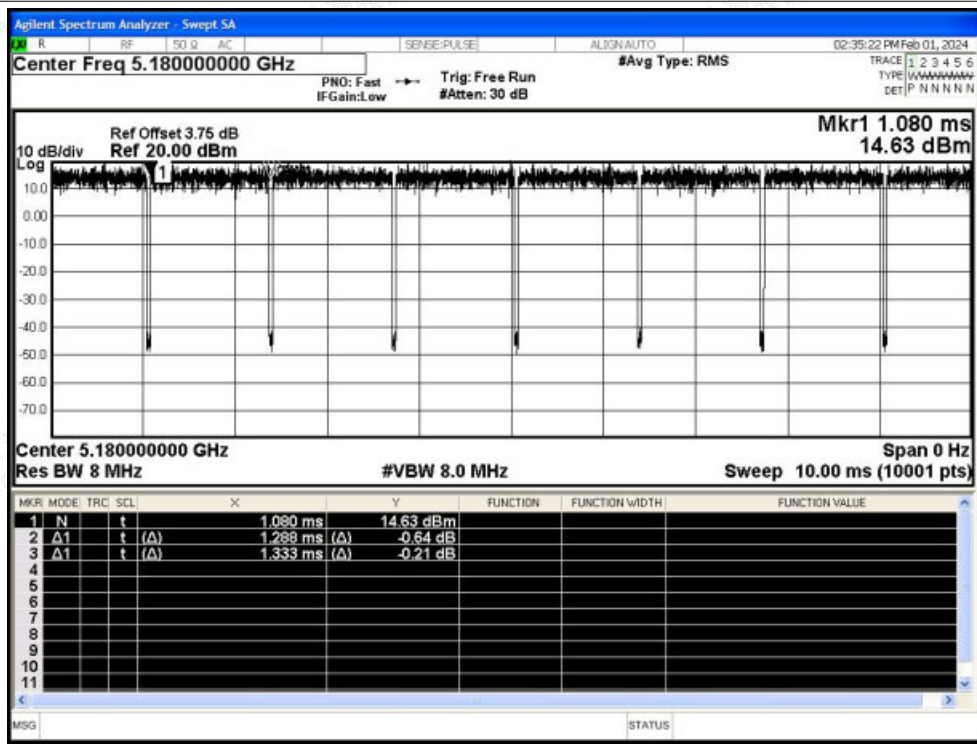 Agilent Spectrum Analyzer - Swept SA
R RF 50 Ω AC SENSE:PULSE ALIGN AUTO 02:35:22 PM Feb 01, 2024
Center Freq 5.180000000 GHz
PNO: Fast
IFGain:Low
Trig: Free Run
#Atten: 30 dB
#Avg Type: RMS
TRACE 1 2 3 4 5 6
TYPE
DET P N N N N N
Mkr1 1.080 ms
14.63 dBm
Ref Offset 3.75 dB
10 dB/div Ref 20.00 dBm
Log
1
10.0
0.00
-10.0
-20.0
-30.0
-40.0
-50.0
-60.0
-70.0
Center 5.180000000 GHz Span 0 Hz
Res BW 8 MHz #VBW 8.0 MHz Sweep 10.00 ms (10001 pts)
MKR MODE TRC SCL X Y FUNCTION FUNCTION WIDTH FUNCTION VALUE
1 N t 1.080 ms 14.63 dBm
2 Δ1 t (Δ) 1.288 ms (Δ) -0.64 dB
3 Δ1 t (Δ) 1.333 ms (Δ) -0.21 dB
4
5
6
7
8
9
10
11
MSG STATUS